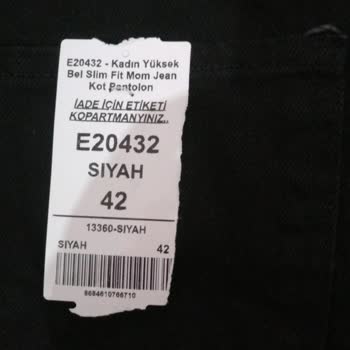 E20432 - Kadın Yüksek
Bel Slim Fit Mom Jean
Kot Pantolon
İADE İÇİN ETİKETİ
KOPARTMANYINIZ..
E20432
SIYAH
42
13360-SIYAH
SIYAH 42
8684610766710